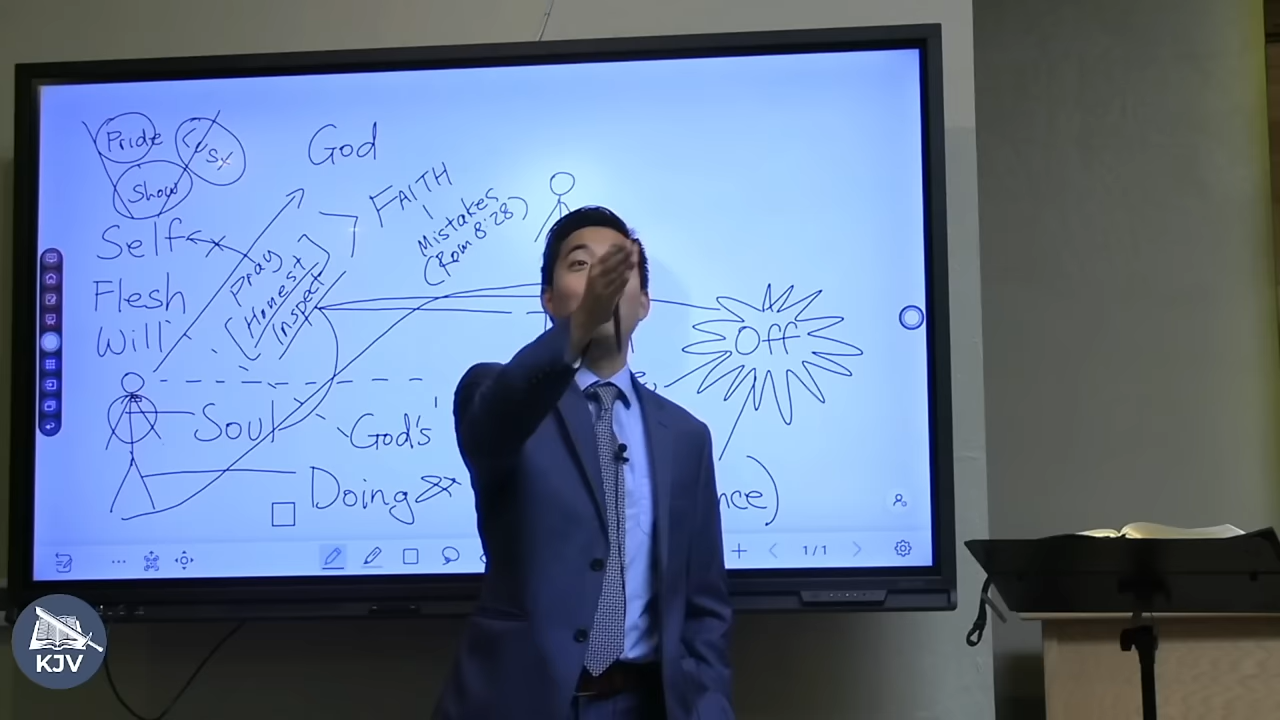 Pride
Show
God
FAITH
Mistakes
(Rom 8:28)
Self
Flesh
Will
Pray
Honest
Inspect
Off
Soul
God's
Doing &
nce)
1/1
KJV